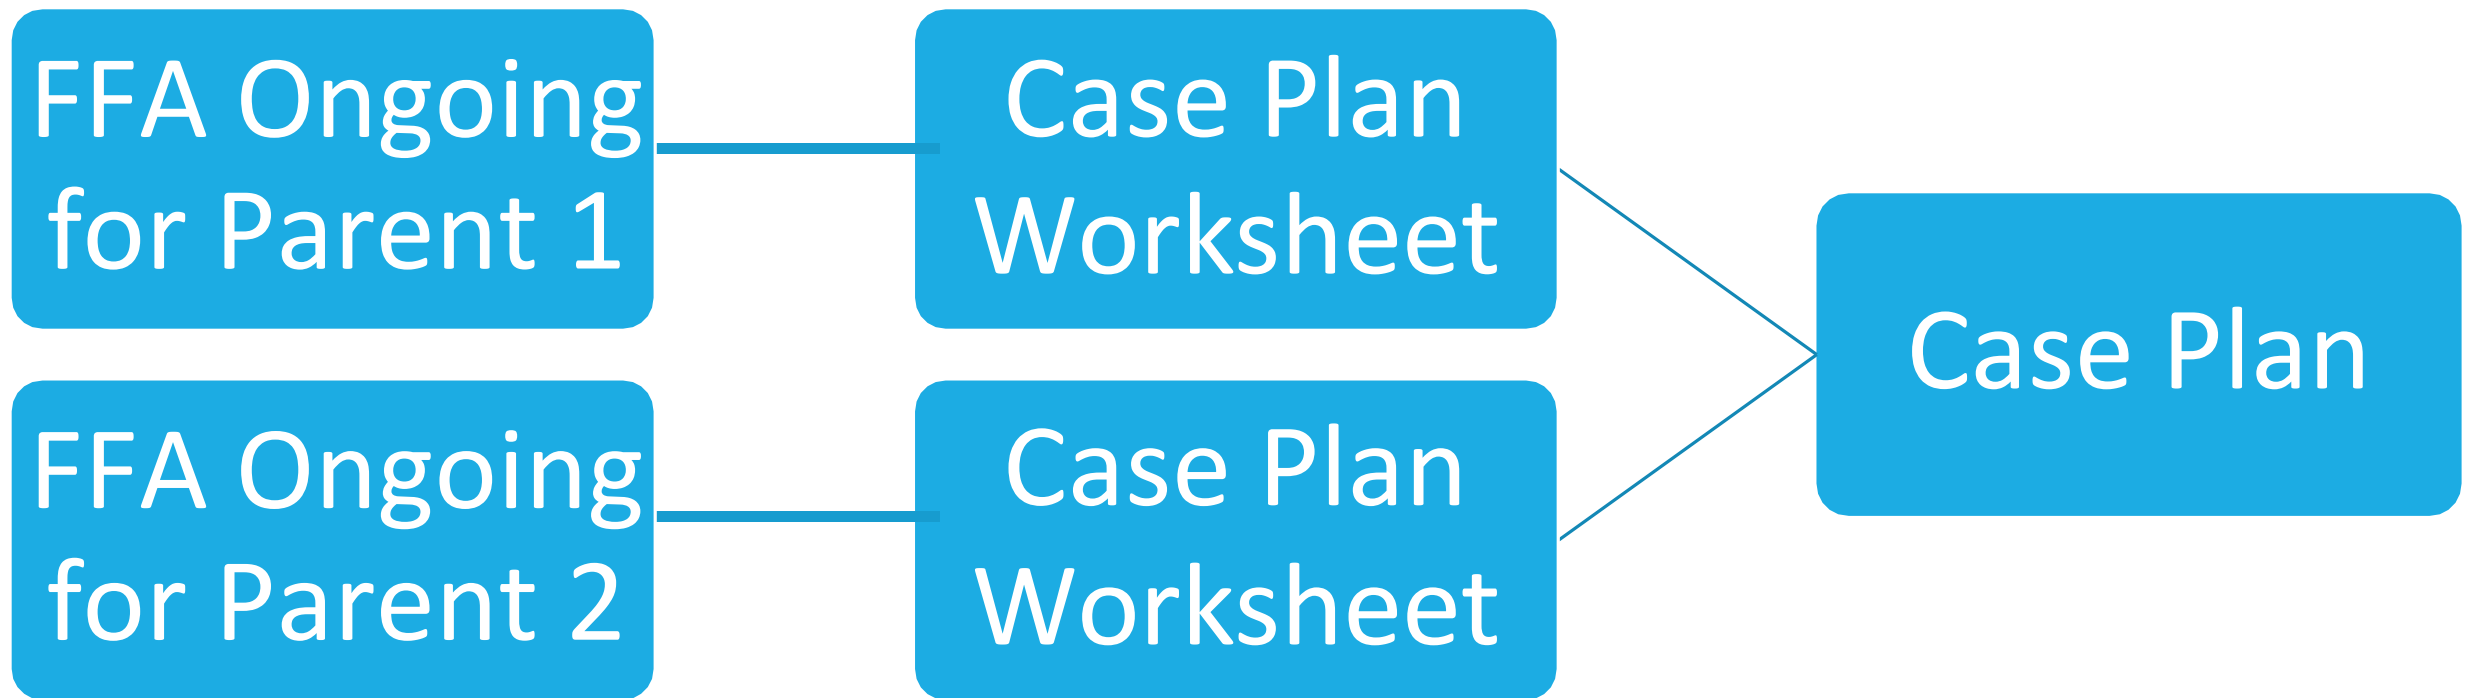 FFA Ongoing
for Parent 1
Case Plan
Worksheet
FFA Ongoing
for Parent 2
Case Plan
Worksheet
Case Plan